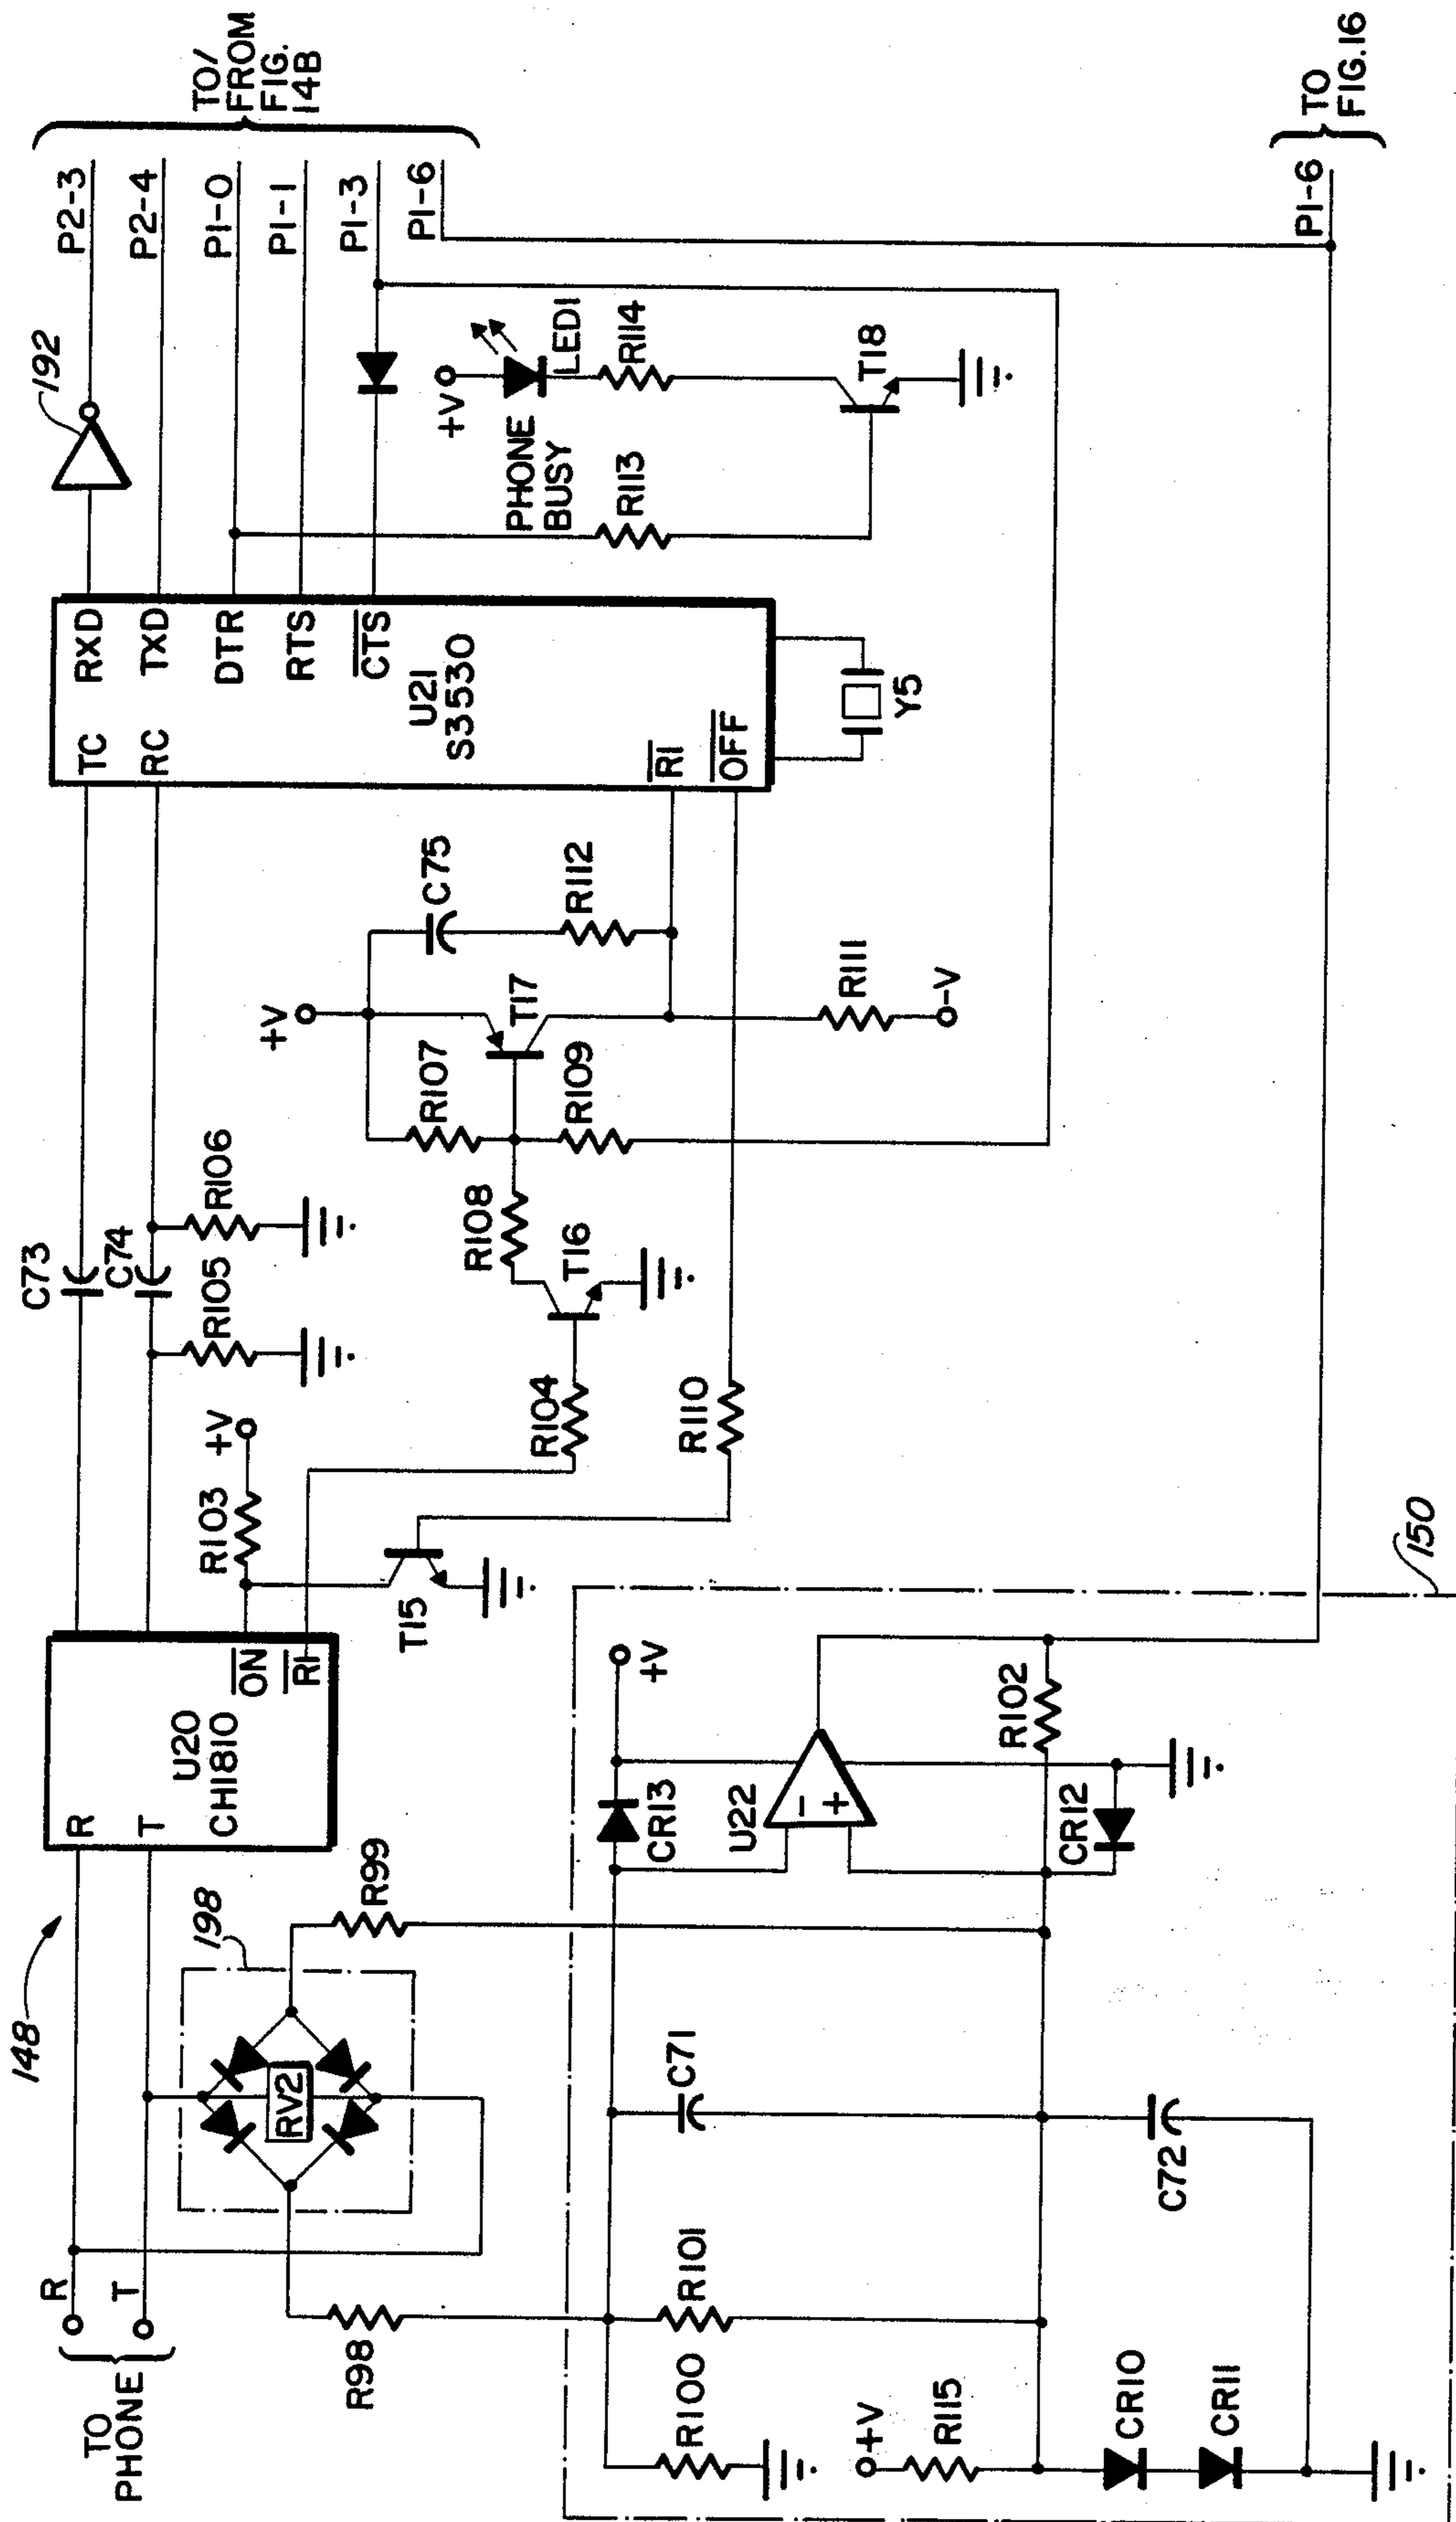 TO
PHONE
R
T
148
R
T
U20
CH1810
ON
RI
198
RV2
R98
R99
R103
+V
T15
C73
C74
R105
R106
R104
R108
T16
R110
+V
R107
R109
T17
C75
R112
R111
-V
TC
RC
RXD
TXD
DTR
RTS
CTS
U21
S3530
RI
OFF
Y5
192
P2-3
P2-4
P1-0
P1-1
P1-3
P1-6
TO/
FROM
FIG.
14B
+V
LED1
PHONE
BUSY
R114
R113
T18
R100
R101
C71
CR13
+V
U22
-
+
R102
CR12
+V
R115
CR10
CR11
C72
150
P1-6
TO
FIG.16